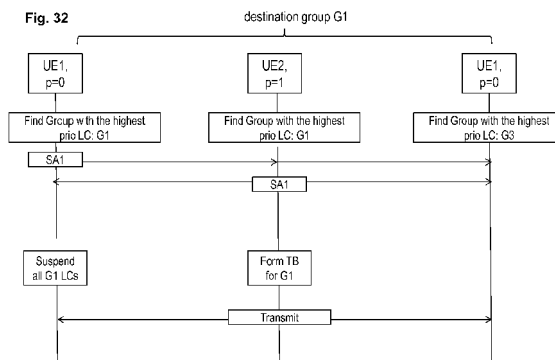 Fig. 32
destination group G1
UE1,
p=0
UE2,
p=1
UE1,
p=0
Find Group with the highest
prio LC: G1
Find Group with the highest
prio LC: G1
Find Group with the highest
prio LC: G3
SA1
SA1
Suspend
all G1 LCs
Form TB
for G1
Transmit